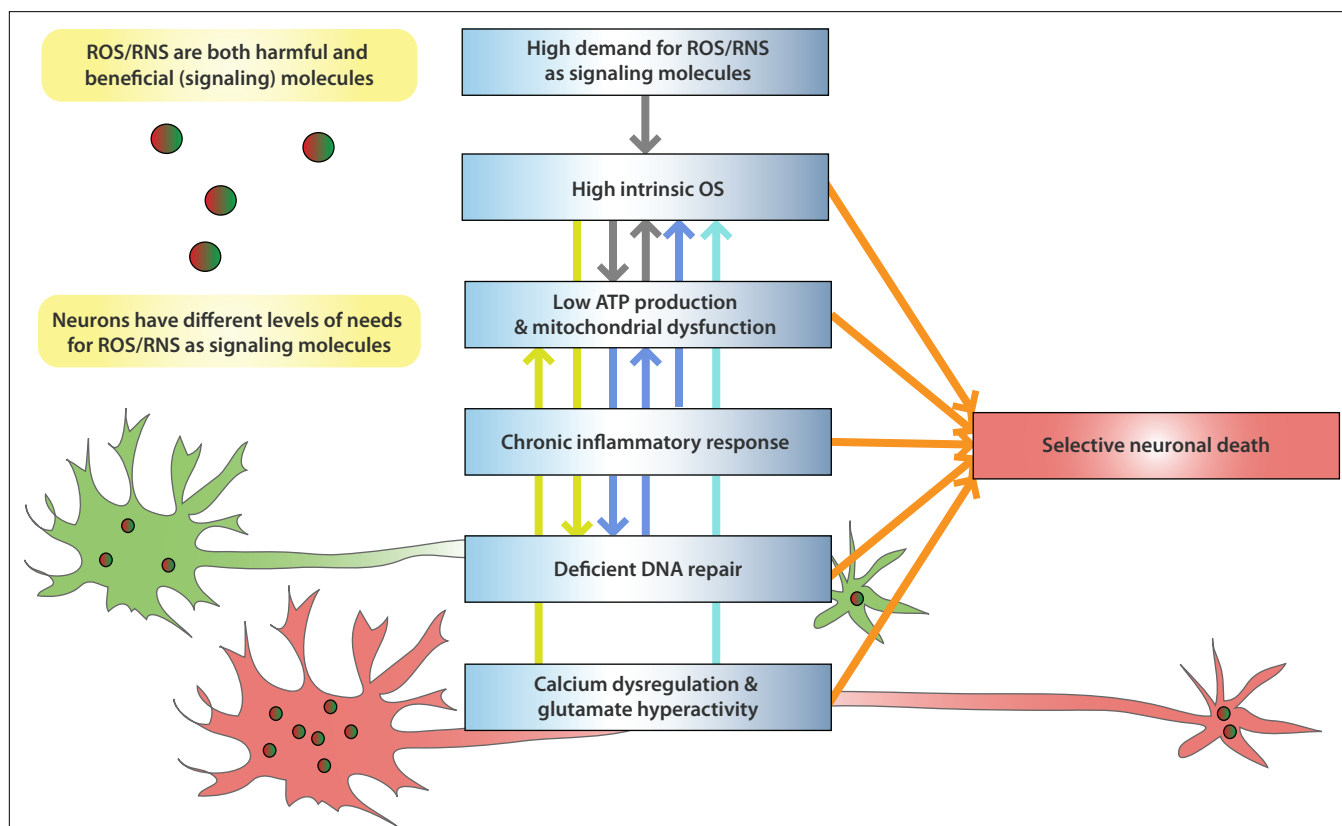 ROS/RNS are both harmful and
beneficial (signaling) molecules
Neurons have different levels of needs
for ROS/RNS as signaling molecules
High demand for ROS/RNS
as signaling molecules
High intrinsic OS
Low ATP production
& mitochondrial dysfunction
Chronic inflammatory response
Deficient DNA repair
Calcium dysregulation &
glutamate hyperactivity
Selective neuronal death